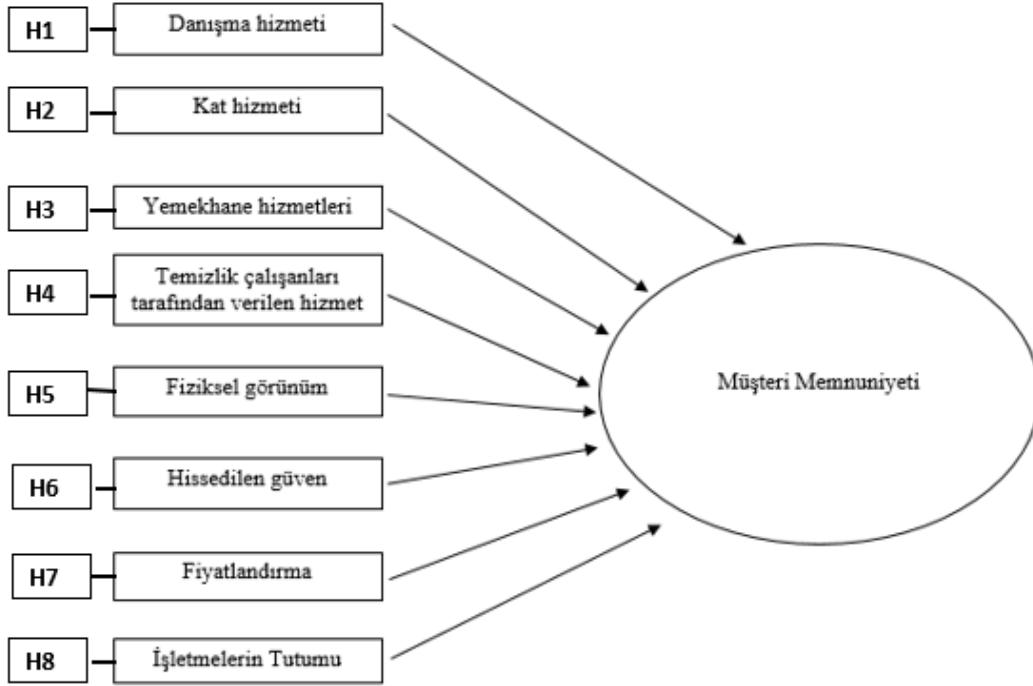 H1
Danışma hizmeti
H2
Kat hizmeti
H3
Yemekhane hizmetleri
H4
Temizlik çalışanları
tarafından verilen hizmet
H5
Fiziksel görünüm
H6
Hissedilen güven
H7
Fiyatlandırma
H8
İşletmelerin Tutumu
Müşteri Memnuniyeti